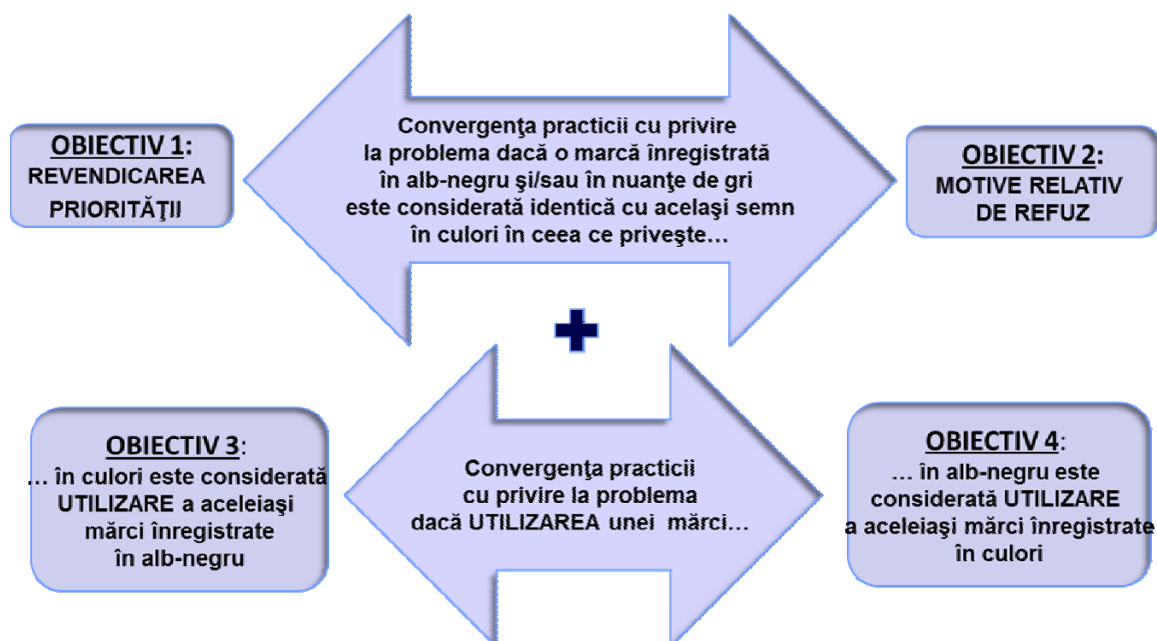 OBIECTIV 1:
REVENDICAREA
PRIORITĂŢII
Convergenţa practicii cu privire
la problema dacă o marcă înregistrată
în alb-negru şi/sau în nuanţe de gri
este considerată identică cu acelaşi semn
în culori în ceea ce priveşte…
OBIECTIV 2:
MOTIVE RELATIV
DE REFUZ
OBIECTIV 3:
… în culori este considerată
UTILIZARE a aceleiaşi
mărci înregistrate
în alb-negru
Convergenţa practicii
cu privire la problema
dacă UTILIZAREA unei mărci…
OBIECTIV 4:
… în alb-negru este
considerată UTILIZARE
a aceleiaşi mărci înregistrate
în culori